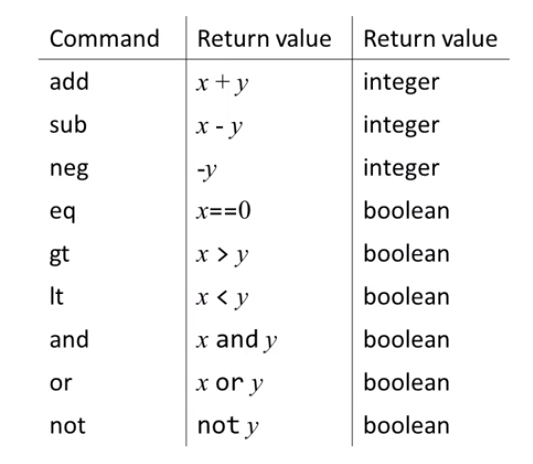 Command Return value Return value
add x + y integer
sub x - y integer
neg -y integer
eq x==0 boolean
gt x > y boolean
lt x < y boolean
and x and y boolean
or x or y boolean
not not y boolean